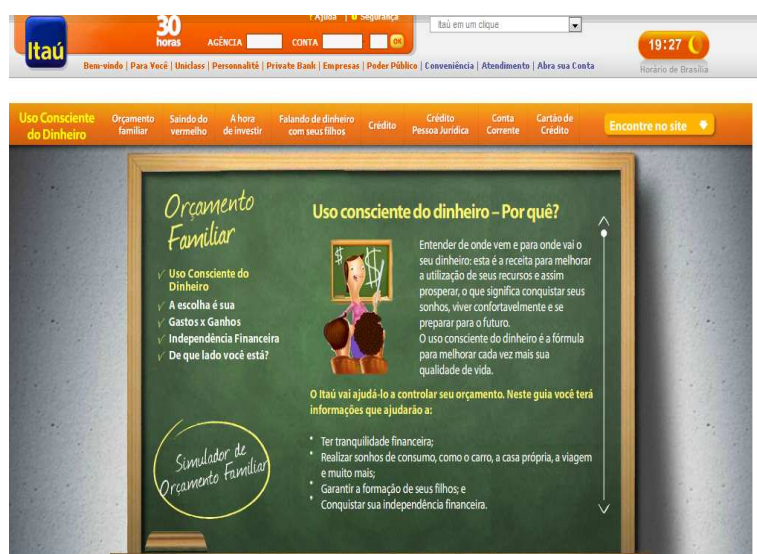 ? Ajuda | Segurança
Itaú em um clique
30
horas
AGÊNCIA
CONTA
OK
Itaú
19:27
Bem-vindo | Para Você | Uniclass | Personnalité | Private Bank | Empresas | Poder Público | Conveniência | Atendimento | Abra sua Conta
Horário de Brasília
Uso Consciente
do Dinheiro
Orçamento
familiar
Saindo do
vermelho
A hora
de investir
Falando de dinheiro
com seus filhos
Crédito
Crédito
Pessoa Jurídica
Conta
Corrente
Cartão de
Crédito
Encontre no site
Orçamento
Familiar
Uso Consciente do
Dinheiro
A escolha é sua
Gastos x Ganhos
Independência Financeira
De que lado você está?
Simulador de
Orçamento Familiar
Uso consciente do dinheiro – Por quê?
$ $
Entender de onde vem e para onde vai o
seu dinheiro: esta é a receita para melhorar
a utilização de seus recursos e assim
prosperar, o que significa conquistar seus
sonhos, viver confortavelmente e se
preparar para o futuro.
O uso consciente do dinheiro é a fórmula
para melhorar cada vez mais sua
qualidade de vida.
O Itaú vai ajudá-lo a controlar seu orçamento. Neste guia você terá
informações que ajudarão a:
* Ter tranquilidade financeira;
* Realizar sonhos de consumo, como o carro, a casa própria, a viagem
e muito mais;
* Garantir a formação de seus filhos; e
* Conquistar sua independência financeira.